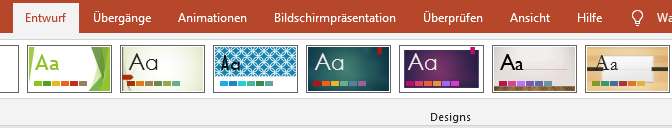 Entwurf Übergänge Animationen Bildschirmpräsentation Überprüfen Ansicht Hilfe
Aa Aa Aa Aa Aa Aa Aa
Designs